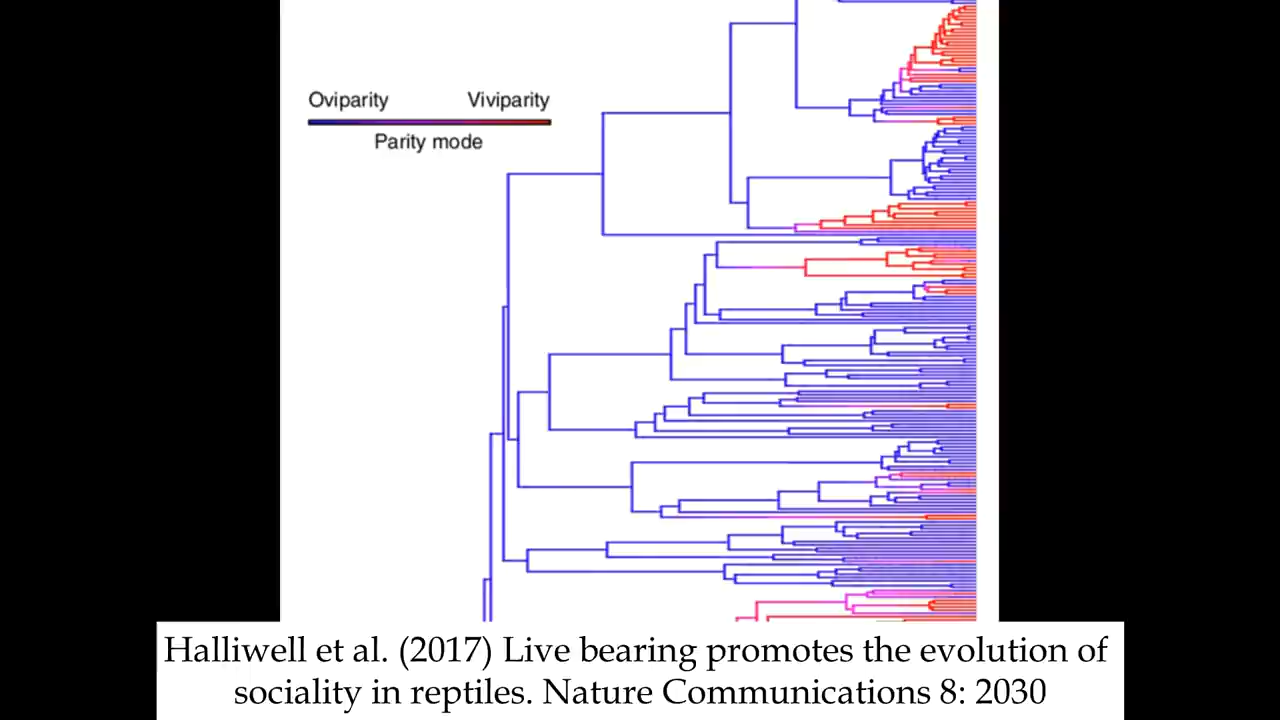 Oviparity Viviparity
Parity mode
Halliwell et al. (2017) Live bearing promotes the evolution of
sociality in reptiles. Nature Communications 8: 2030